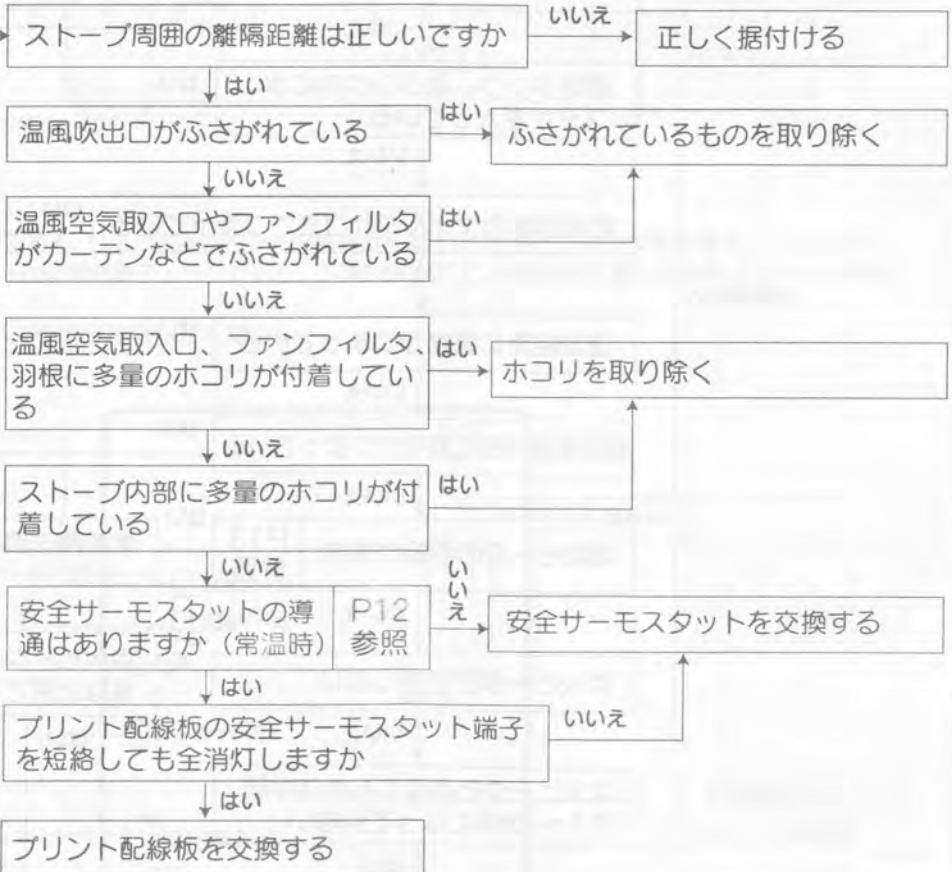 ストーブ周囲の離隔距離は正しいですか
いいえ
正しく据付ける
はい
温風吹出口がふさがれている
はい
ふさがれているものを取り除く
いいえ
温風空気取入口やファンフィルタ
がカーテンなどでふさがれている
はい
いいえ
温風空気取入口、ファンフィルタ、
羽根に多量のホコリが付着してい
る
はい
ホコリを取り除く
いいえ
ストーブ内部に多量のホコリが付
着している
はい
いいえ
安全サーモスタットの導
通はありますか（常温時）
P12
参照
いいえ
安全サーモスタットを交換する
はい
プリント配線板の安全サーモスタット端子
を短絡しても全消灯しますか
いいえ
はい
プリント配線板を交換する